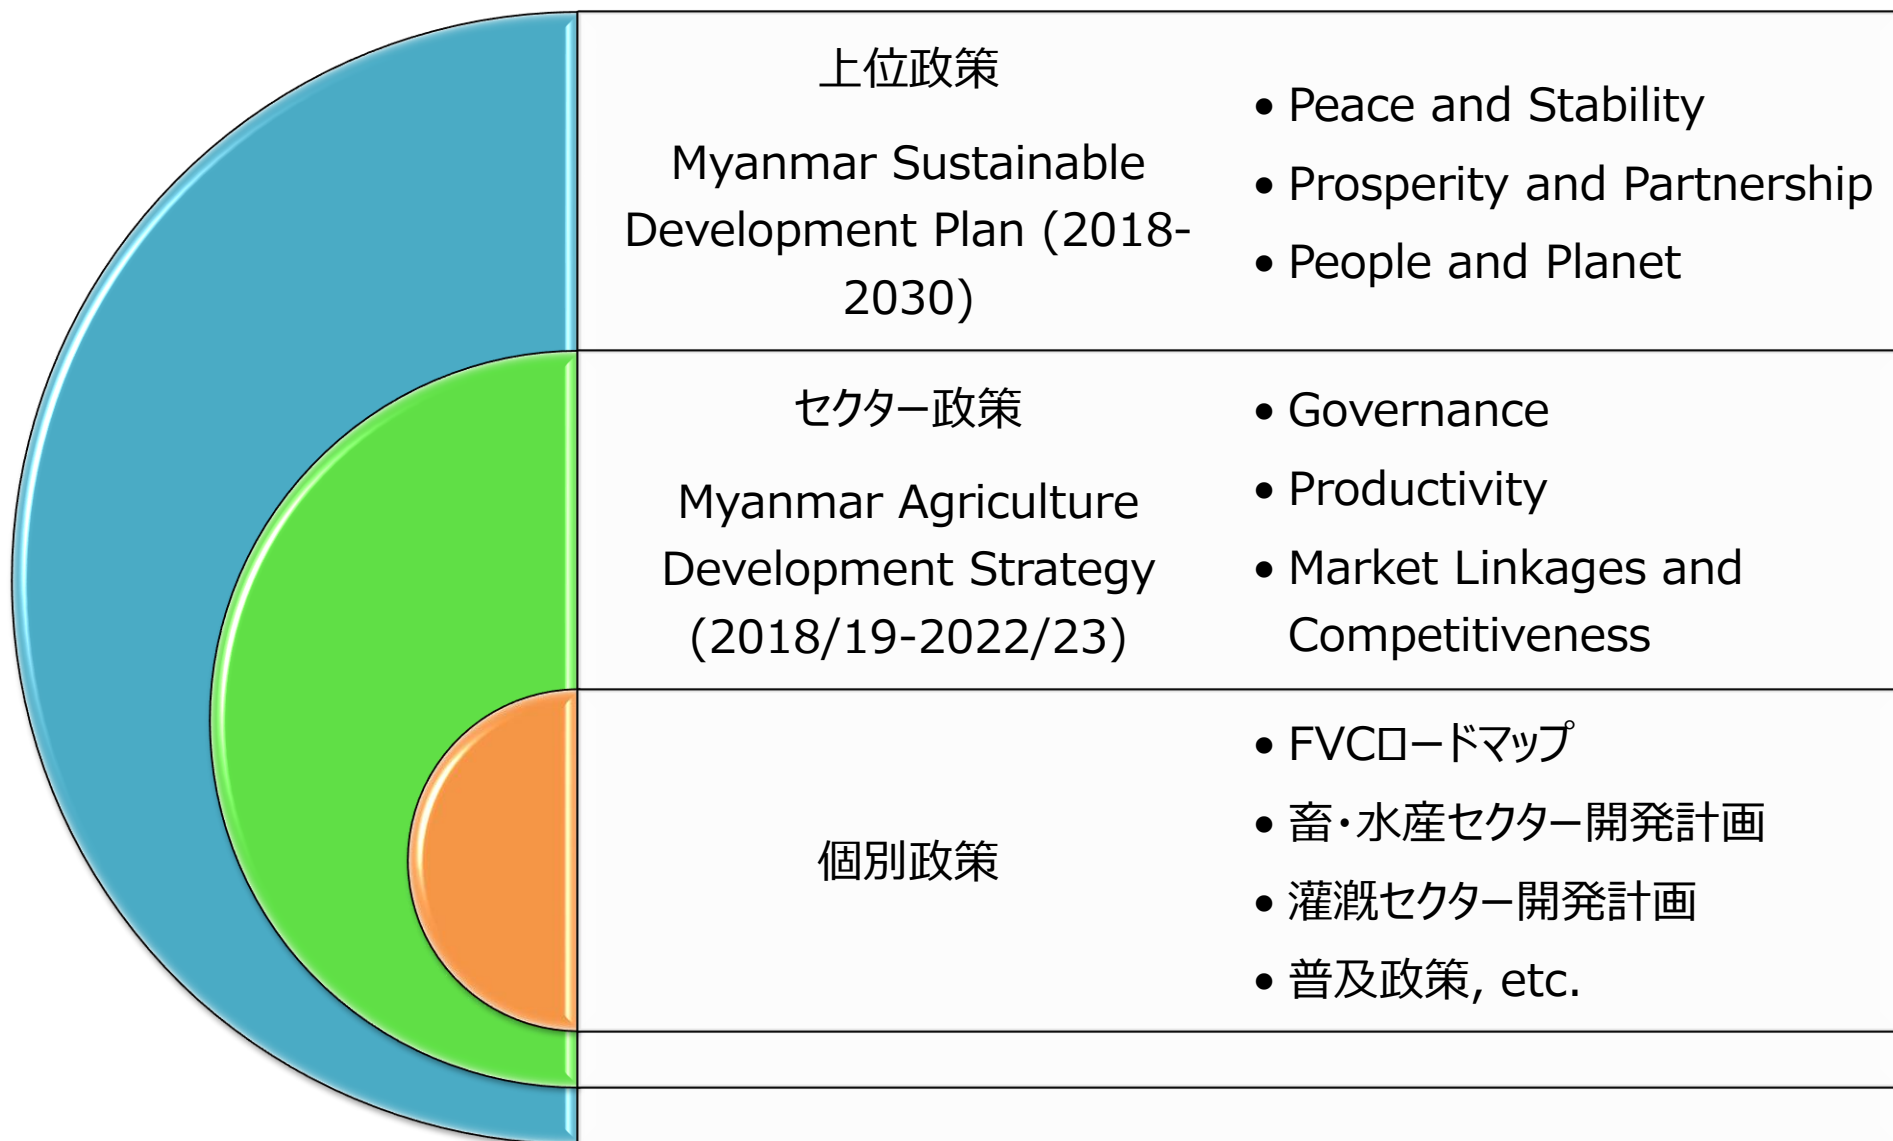 上位政策
Myanmar Sustainable
Development Plan (2018-
2030)
• Peace and Stability
• Prosperity and Partnership
• People and Planet
セクター政策
Myanmar Agriculture
Development Strategy
(2018/19-2022/23)
• Governance
• Productivity
• Market Linkages and
Competitiveness
個別政策
• FVCロードマップ
• 畜・水産セクター開発計画
• 灌漑セクター開発計画
• 普及政策, etc.